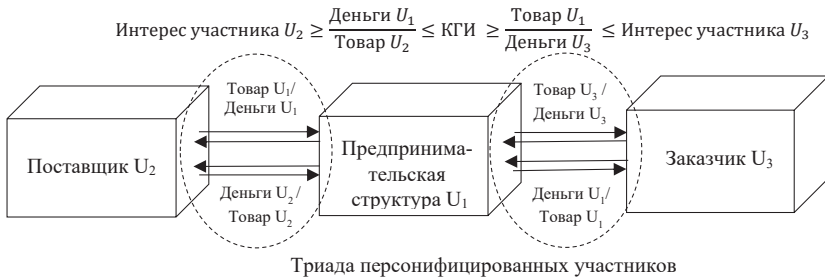 Интерес участника U₂ ≥ Деньги U₁ / Товар U₂ ≤ КГИ ≥ Товар U₁ / Деньги U₃ ≤ Интерес участника U₃
Товар U₁/
Деньги U₁
Товар U₃ /
Деньги U₃
Поставщик U₂
Предпринима-
тельская
структура U₁
Заказчик U₃
Деньги U₂ /
Товар U₂
Деньги U₁/
Товар U₁
Триада персонифицированных участников